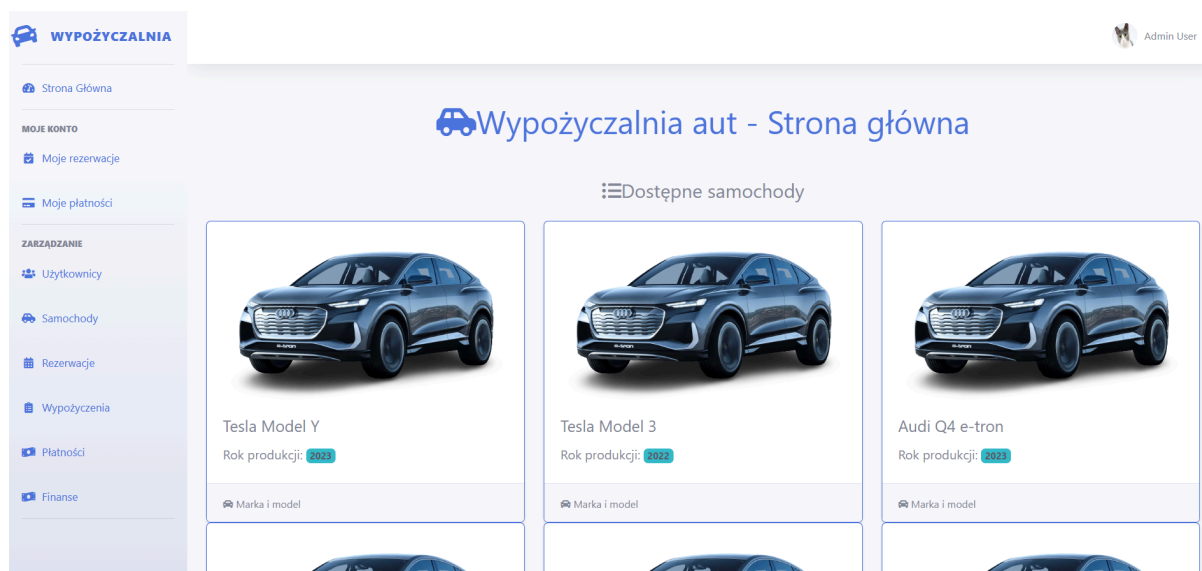 WYPOŻYCZALNIA
Admin User
Strona Główna
MOJE KONTO
Moje rezerwacje
Moje płatności
ZARZĄDZANIE
Użytkownicy
Samochody
Rezerwacje
Wypożyczenia
Płatności
Finanse
Wypożyczalnia aut - Strona główna
Dostępne samochody
Tesla Model Y
Rok produkcji: 2023
Marka i model
Tesla Model 3
Rok produkcji: 2022
Marka i model
Audi Q4 e-tron
Rok produkcji: 2023
Marka i model